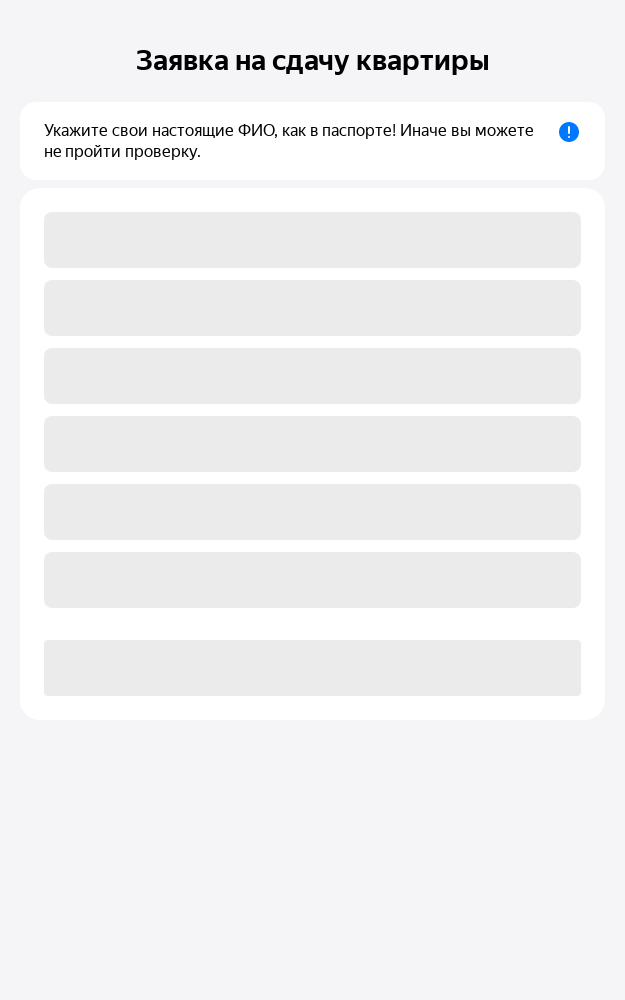 Заявка на сдачу квартиры
Укажите свои настоящие ФИО, как в паспорте! Иначе вы можете
не пройти проверку.